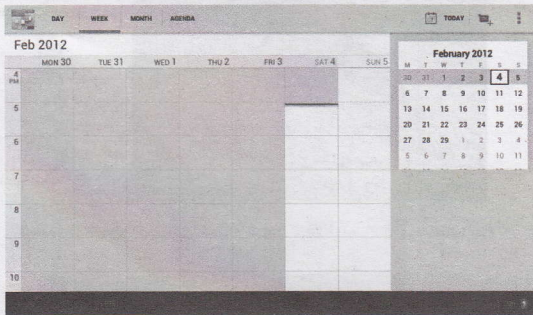 DAY WEEK MONTH AGENDA TODAY
Feb 2012
MON 30 TUE 31 WED 1 THU 2 FRI 3 SAT 4 SUN 5
4 PM
5
6
7
8
9
10
February 2012
M T W T F S S
30 31 1 2 3 4 5
6 7 8 9 10 11 12
13 14 15 16 17 18 19
20 21 22 23 24 25 26
27 28 29 1 2 3 4
5 6 7 8 9 10 11